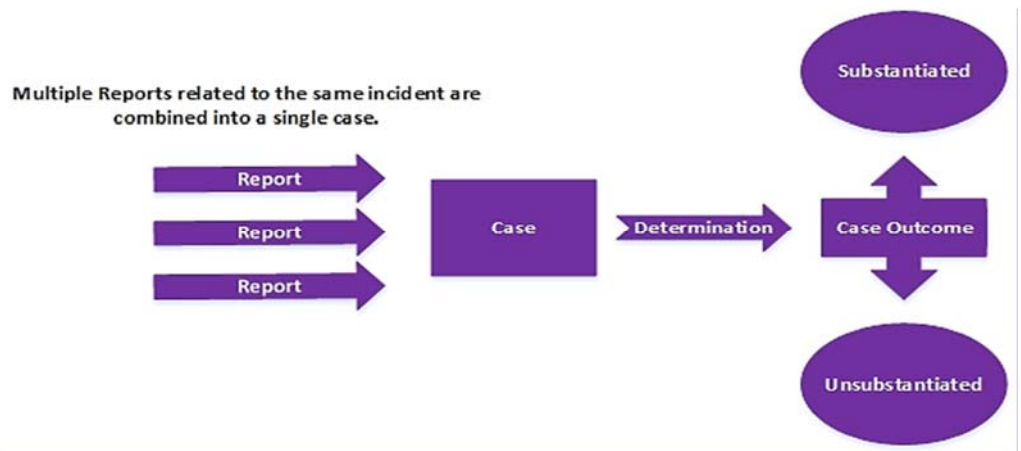 Multiple Reports related to the same incident are
combined into a single case.
Report
Report
Report
Case
Determination
Case Outcome
Substantiated
Unsubstantiated